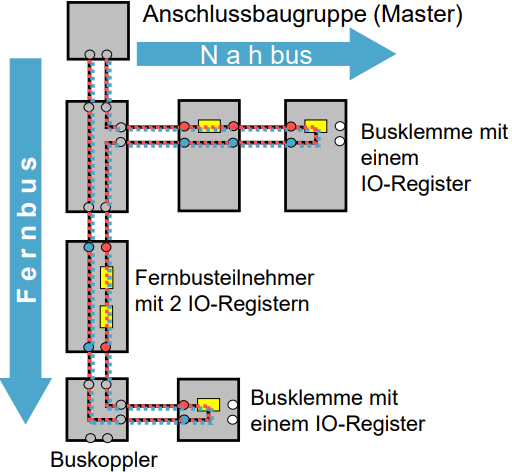 Anschlussbaugruppe (Master)
N a h bus
Fernbus
Busklemme mit
einem
IO-Register
Fernbusteilnehmer
mit 2 IO-Registern
Busklemme mit
einem IO-Register
Buskoppler